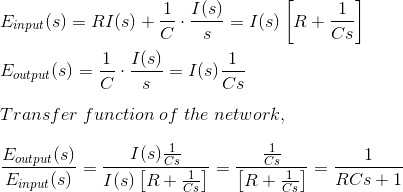 E_{input}(s) = RI(s) + \frac{1}{C} \cdot \frac{I(s)}{s} = I(s) \left[ R + \frac{1}{Cs} \right]
E_{output}(s) = \frac{1}{C} \cdot \frac{I(s)}{s} = I(s) \frac{1}{Cs}
Transfer function of the network,
\frac{E_{output}(s)}{E_{input}(s)} = \frac{I(s) \frac{1}{Cs}}{I(s) \left[ R + \frac{1}{Cs} \right]} = \frac{\frac{1}{Cs}}{\left[ R + \frac{1}{Cs} \right]} = \frac{1}{RCs + 1}